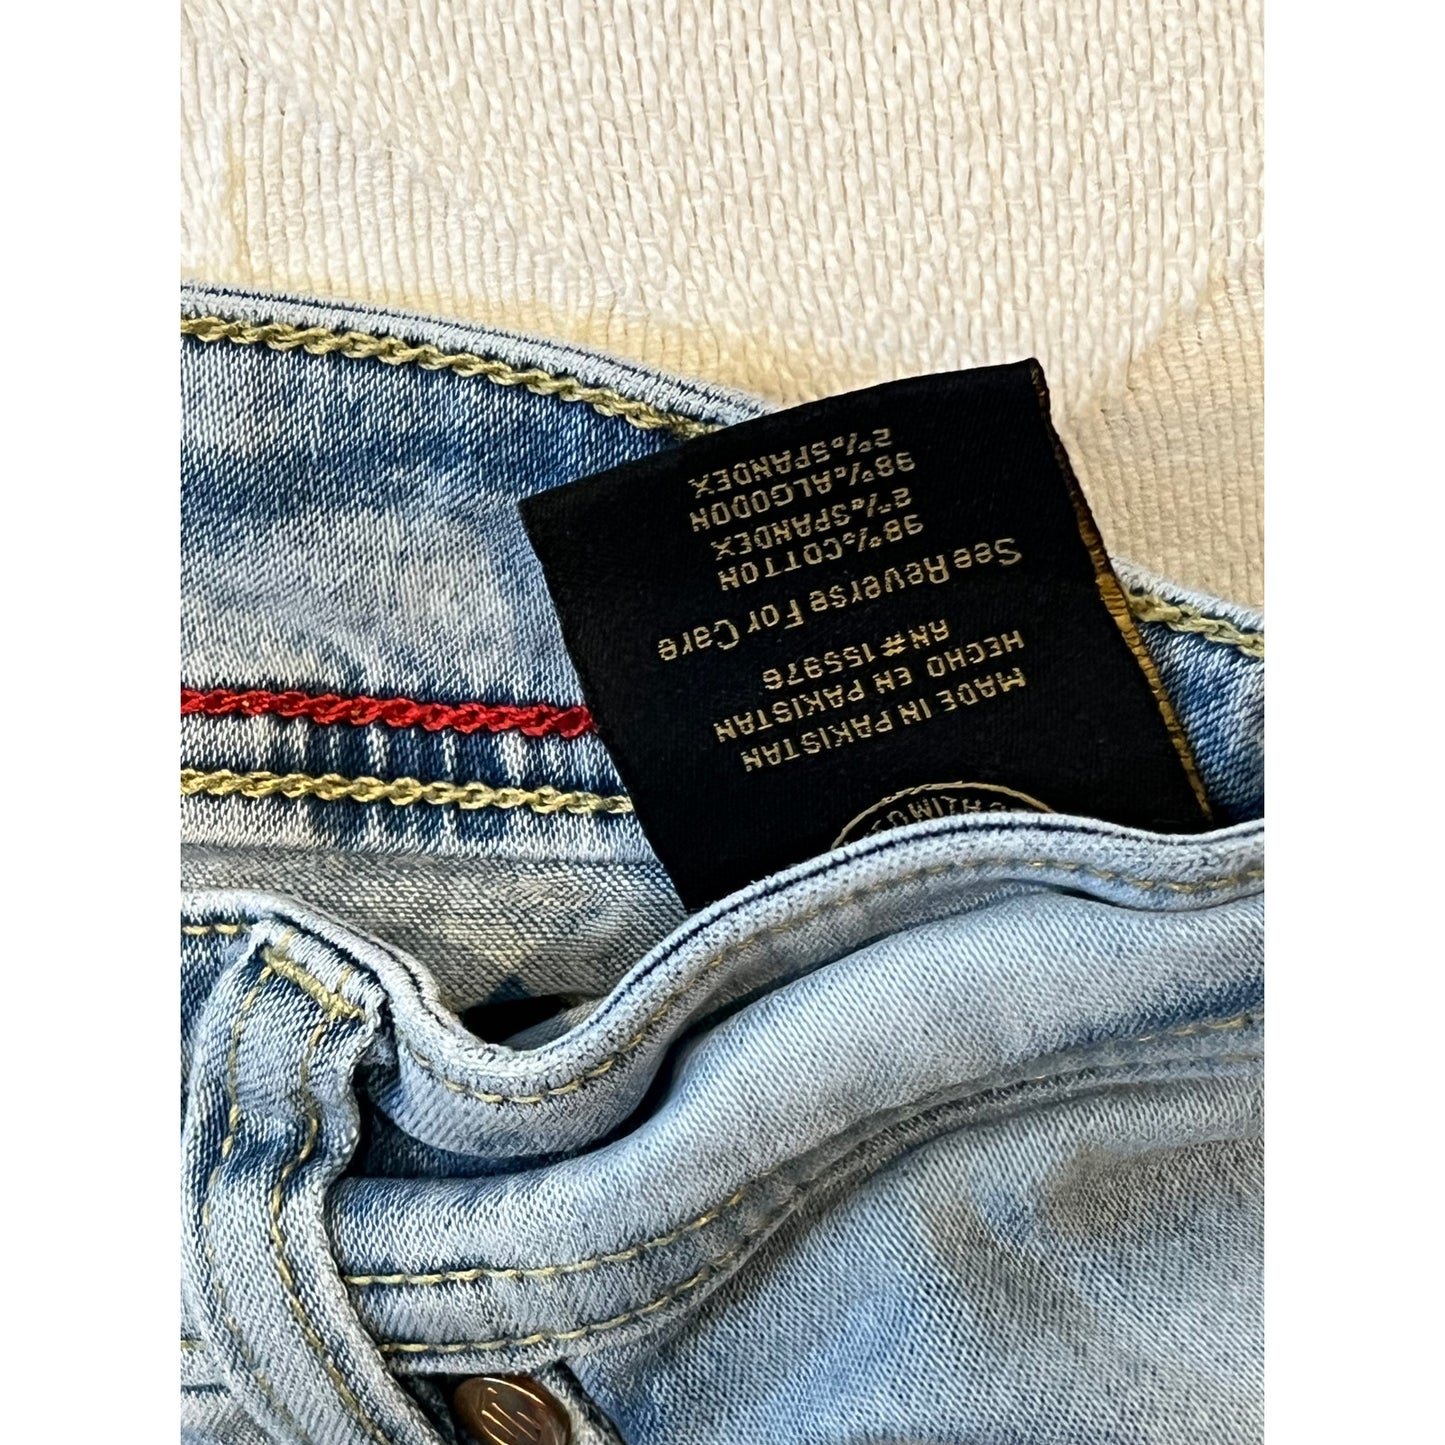 MADE IN PAKISTAN
HECHO EN PAKISTAN
RN# 155976
See Reverse For Care
98% COTTON
2% SPANDEX
98% ALGODON
2% SPANDEX